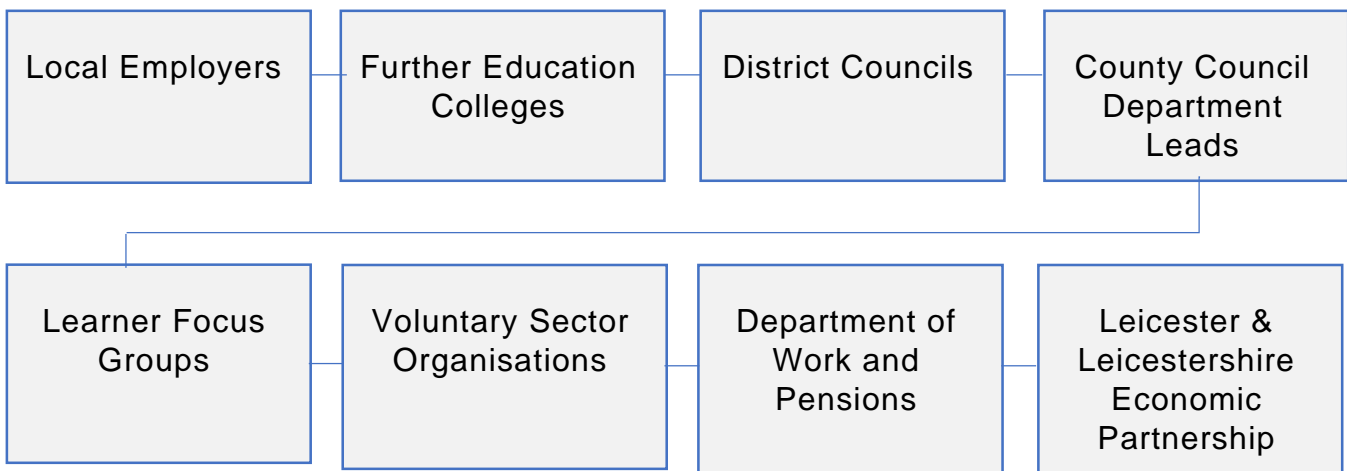 Local Employers
Further Education
Colleges
District Councils
County Council
Department
Leads
Learner Focus
Groups
Voluntary Sector
Organisations
Department of
Work and
Pensions
Leicester &
Leicestershire
Economic
Partnership